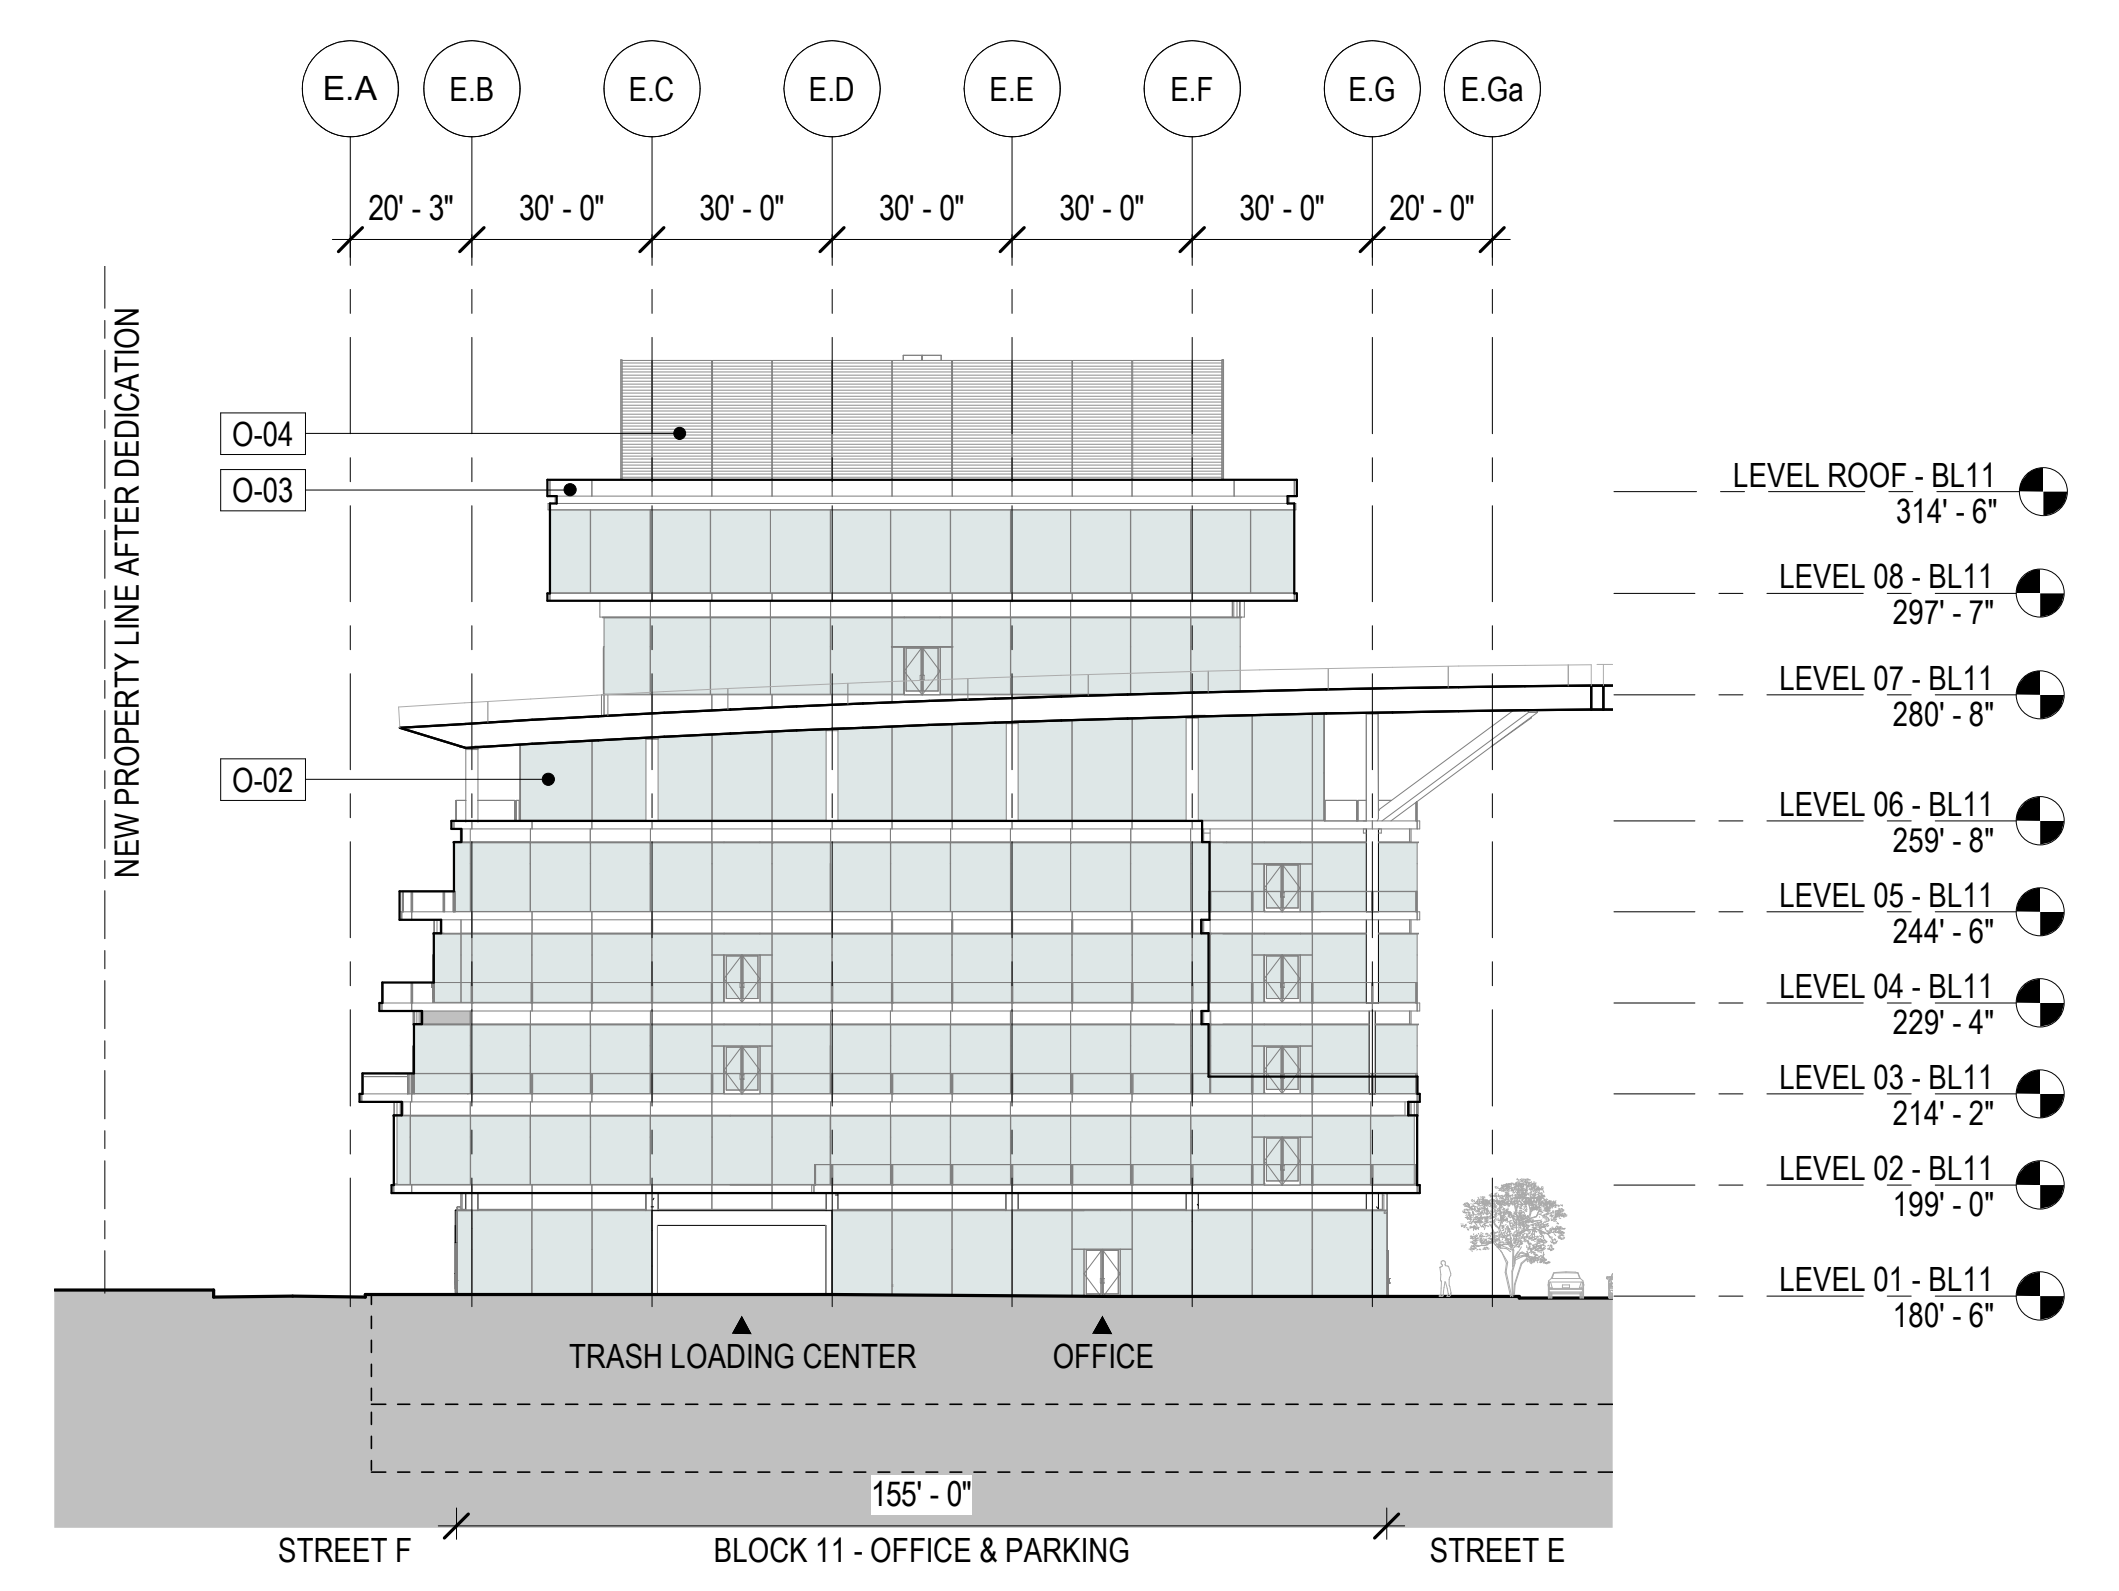 E.A E.B E.C E.D E.E E.F E.G E.Ga
20' - 3" 30' - 0" 30' - 0" 30' - 0" 30' - 0" 30' - 0" 20' - 0"
NEW PROPERTY LINE AFTER DEDICATION
O-04
O-03
O-02
LEVEL ROOF - BL11
314' - 6"
LEVEL 08 - BL11
297' - 7"
LEVEL 07 - BL11
280' - 8"
LEVEL 06 - BL11
259' - 8"
LEVEL 05 - BL11
244' - 6"
LEVEL 04 - BL11
229' - 4"
LEVEL 03 - BL11
214' - 2"
LEVEL 02 - BL11
199' - 0"
LEVEL 01 - BL11
180' - 6"
TRASH LOADING CENTER OFFICE
155' - 0"
STREET F BLOCK 11 - OFFICE & PARKING STREET E